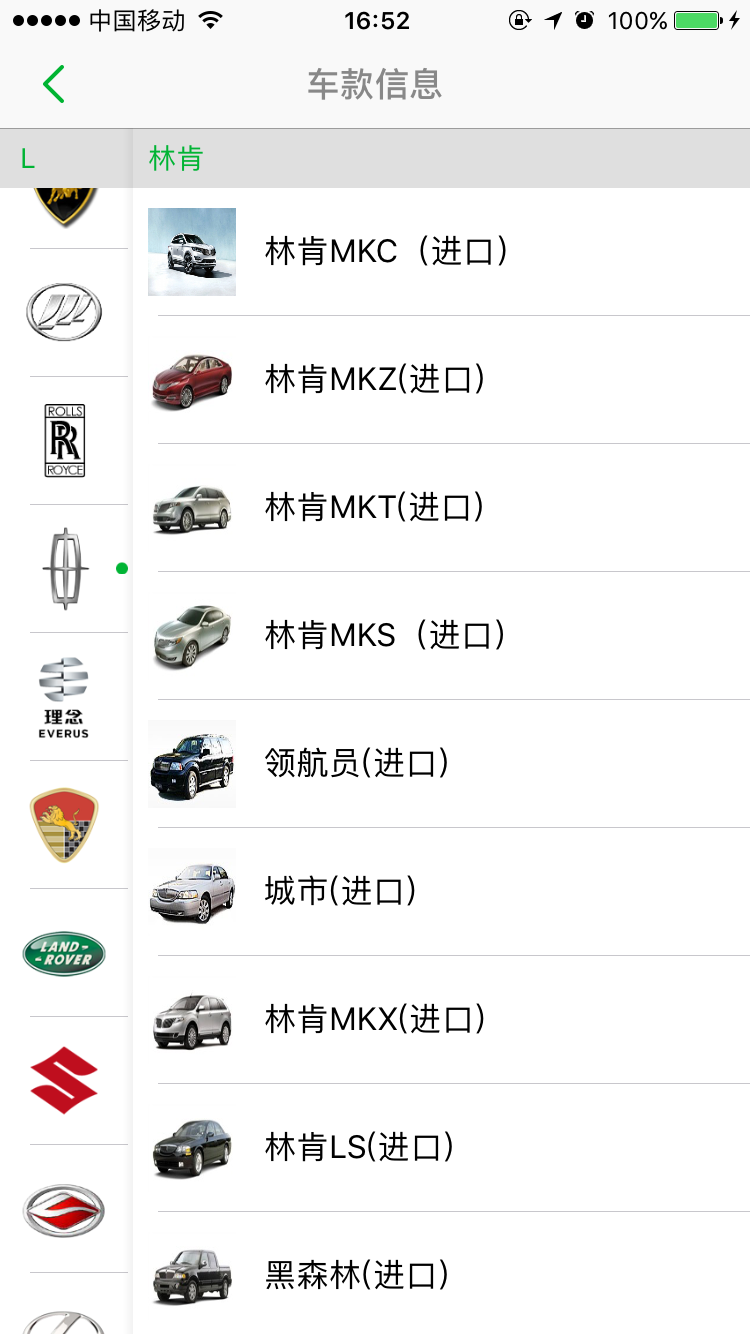 中国移动 16:52 100%
车款信息
L 林肯
林肯MKC（进口）
林肯MKZ(进口)
ROLLS
RR
ROYCE
林肯MKT(进口)
林肯MKS（进口）
理念
EVERUS
领航员(进口)
城市(进口)
LAND-
-ROVER
林肯MKX(进口)
林肯LS(进口)
黑森林(进口)